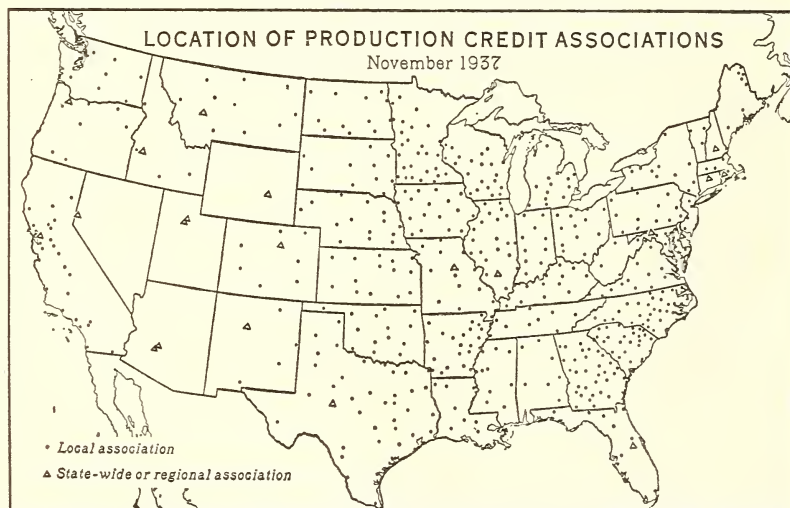 LOCATION OF PRODUCTION CREDIT ASSOCIATIONS
November 1937
Local association
State-wide or regional association